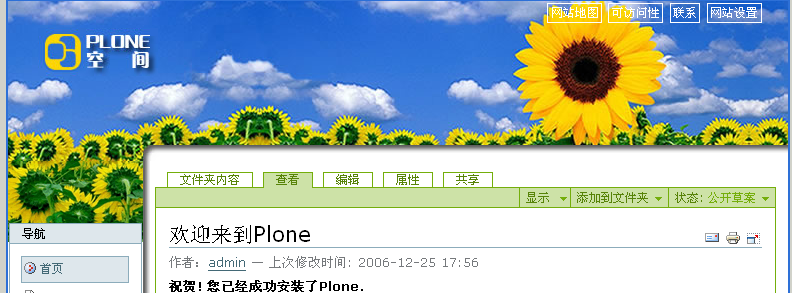 网站地图 可访问性 联系 网站设置
PLONE
空 间
文件夹内容 查看 编辑 属性 共享
显示 添加到文件夹 状态: 公开草案
导航
欢迎来到Plone
首页
作者: admin — 上次修改时间: 2006-12-25 17:56
祝贺! 您已经成功安装了Plone.